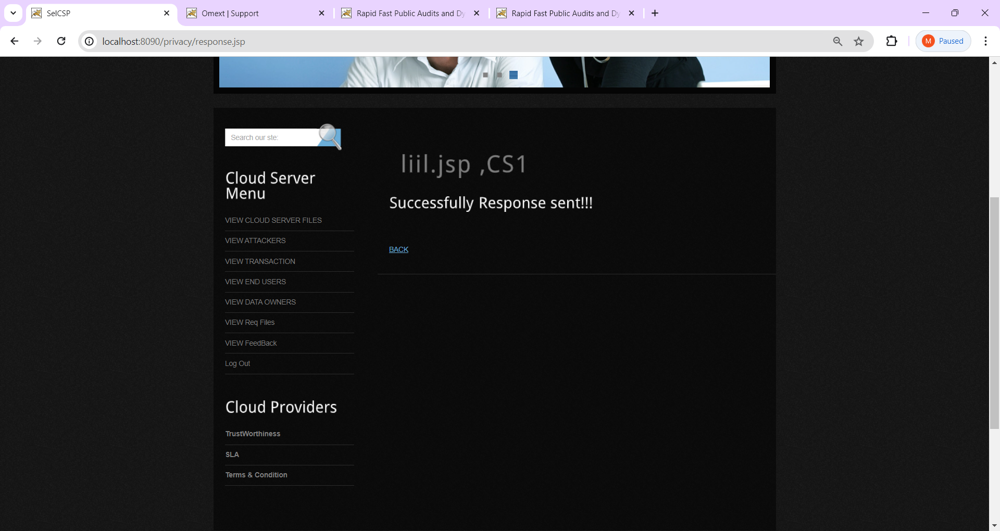 SelCSP
Omext | Support
Rapid Fast Public Audits and Dy
Rapid Fast Public Audits and Dy
localhost:8090/privacy/response.jsp
M
Paused
Search our ste:
liil.jsp ,CS1
Cloud Server
Menu
Successfully Response sent!!!
VIEW CLOUD SERVER FILES
VIEW ATTACKERS
BACK
VIEW TRANSACTION
VIEW END USERS
VIEW DATA OWNERS
VIEW Req Files
VIEW FeedBack
Log Out
Cloud Providers
TrustWorthiness
SLA
Terms & Condition